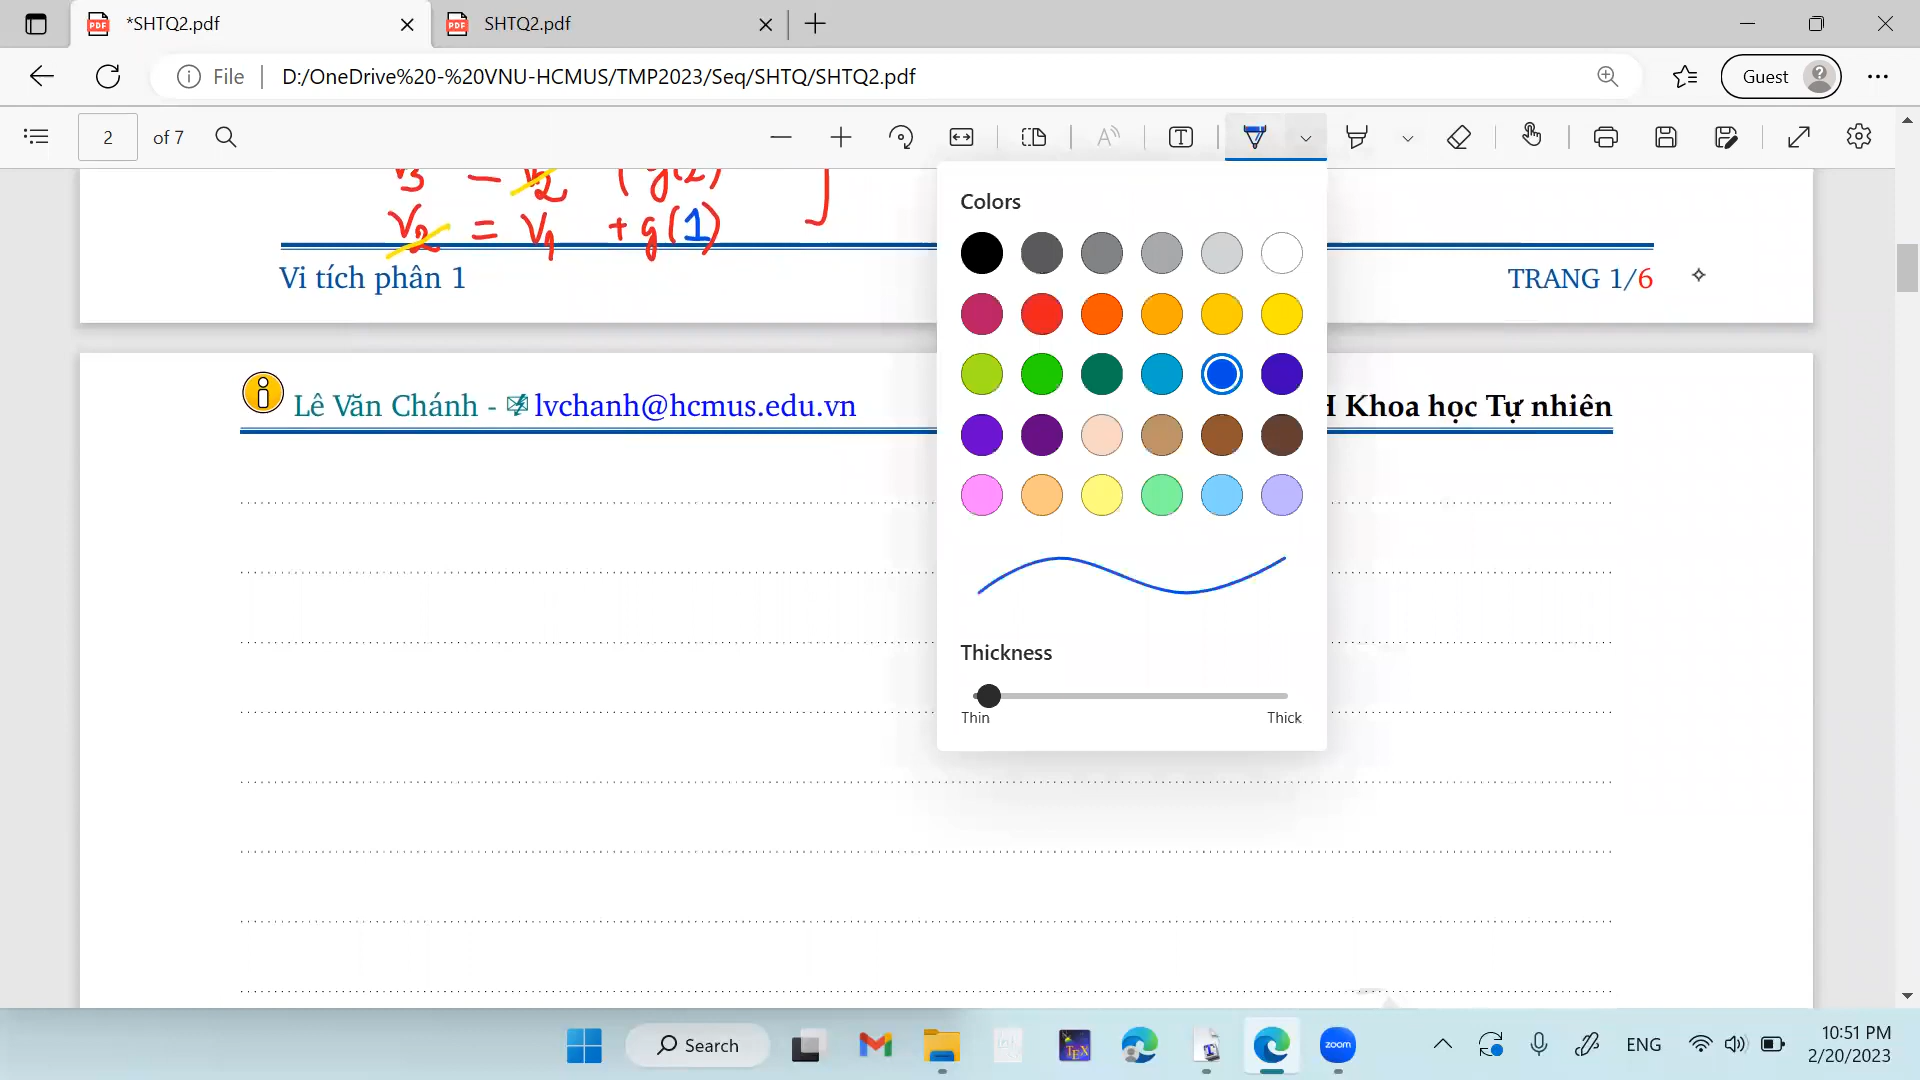 *SHTQ2.pdf
SHTQ2.pdf
File
D:/OneDrive%20-%20VNU-HCMUS/TMP2023/Seq/SHTQ/SHTQ2.pdf
Guest
2 of 7
V2 = V1 + g(1)
Vi tích phân 1
TRANG 1/6
Lê Văn Chánh - lvchanh@hcmus.edu.vn
H Khoa học Tự nhiên
Colors
Thickness
Thin
Thick
Search
TEX
zoom
ENG
10:51 PM
2/20/2023